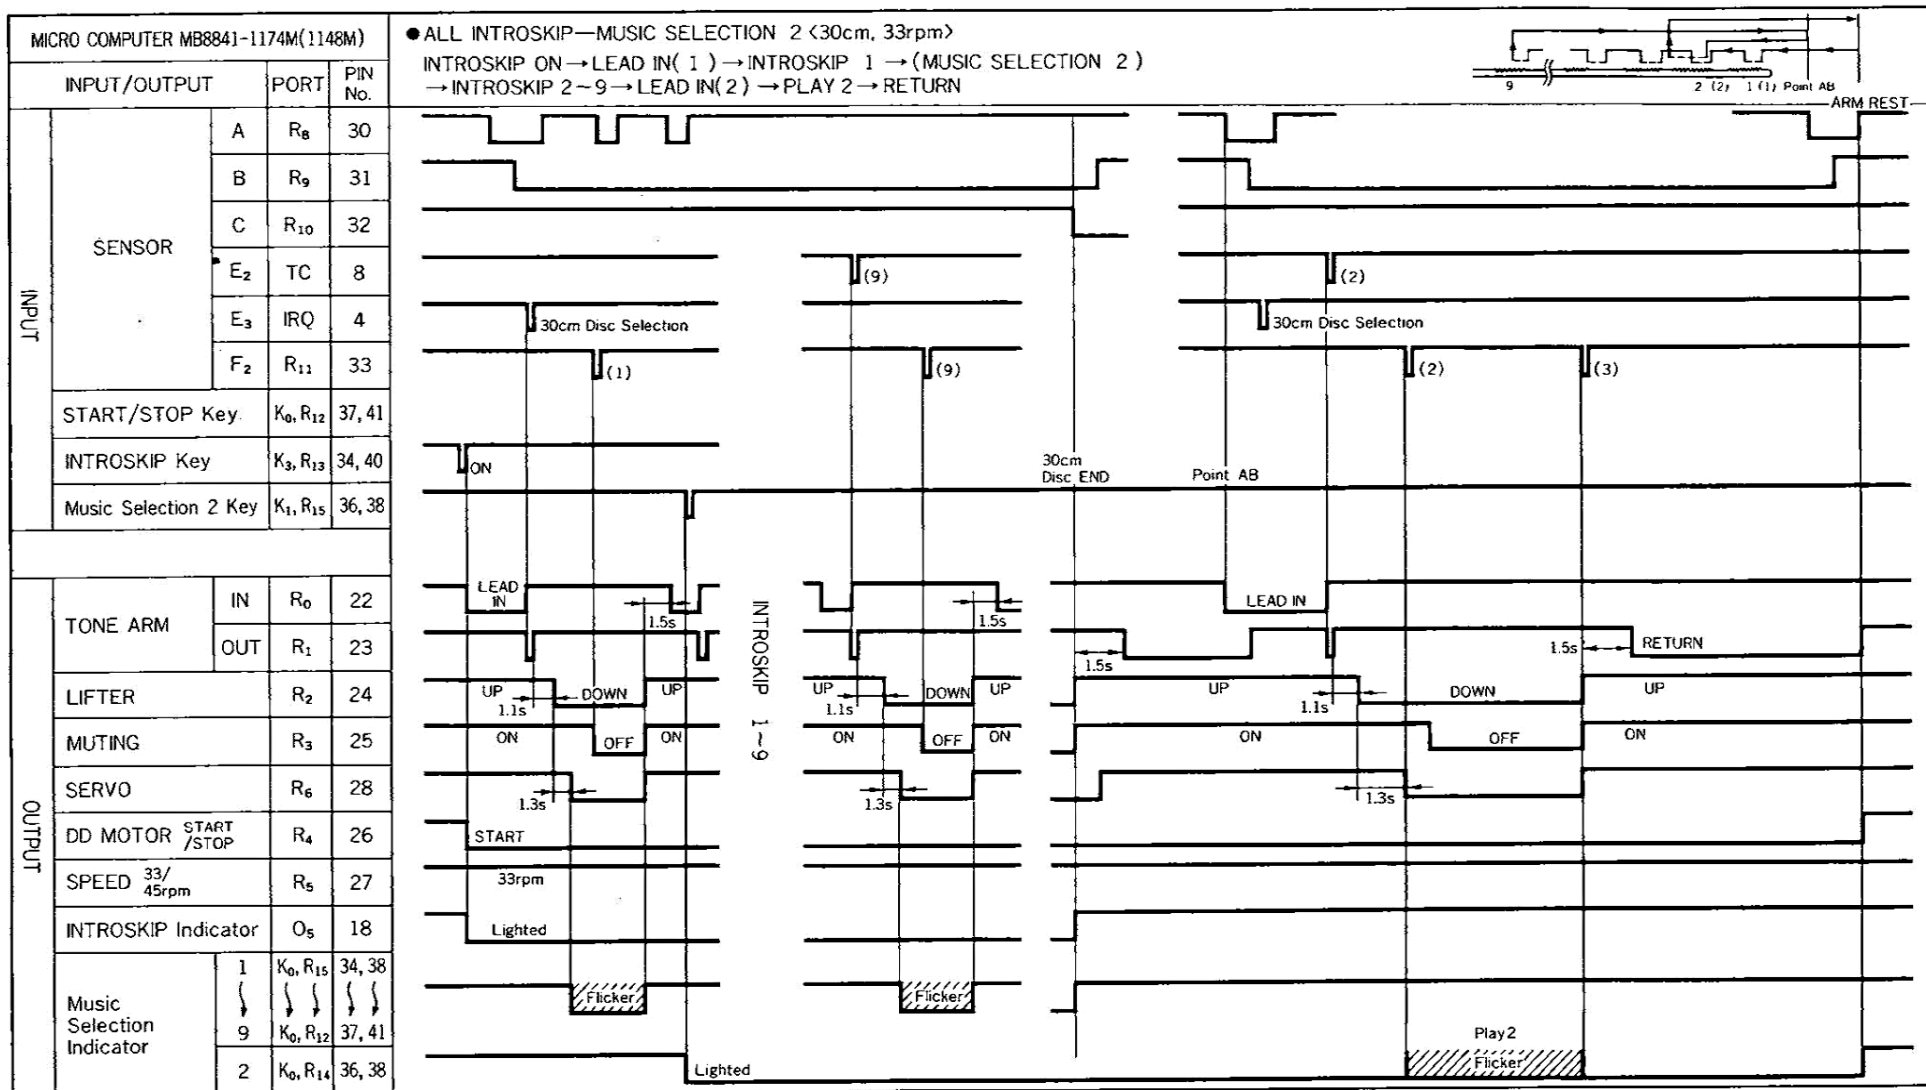 MICRO COMPUTER MB8841-1174M(1148M)
INPUT/OUTPUT PORT PIN No.
●ALL INTROSKIP—MUSIC SELECTION 2 <30cm, 33rpm>
INTROSKIP ON→LEAD IN(1)→INTROSKIP 1→(MUSIC SELECTION 2)
→INTROSKIP 2~9→LEAD IN(2)→PLAY 2→RETURN
9 2 (2) 1 (1) Point AB
ARM REST
INPUT
SENSOR
A R8 30
B R9 31
C R10 32
E2 TC 8
(9) (2)
E3 IRQ 4
30cm Disc Selection 30cm Disc Selection
F2 R11 33
(1) (9) (2) (3)
START/STOP Key K0, R12 37, 41
INTROSKIP Key K3, R13 34, 40
ON
30cm
Disc END Point AB
Music Selection 2 Key K1, R15 36, 38
OUTPUT
TONE ARM
IN R0 22
LEAD IN 1.5s 1.5s LEAD IN
OUT R1 23
1.5s 1.5s RETURN
INTROSKIP 1~9
LIFTER R2 24
UP 1.1s DOWN UP UP 1.1s DOWN UP UP 1.1s DOWN UP
MUTING R3 25
ON OFF ON ON OFF ON ON OFF ON
SERVO R6 28
1.3s 1.3s 1.3s
DD MOTOR START/STOP R4 26
START
SPEED 33/45rpm R5 27
33rpm
INTROSKIP Indicator O5 18
Lighted
Music Selection Indicator
1 K0, R15 34, 38
Flicker Flicker
9 K0, R12 37, 41
Play2
2 K0, R14 36, 38
Lighted Flicker